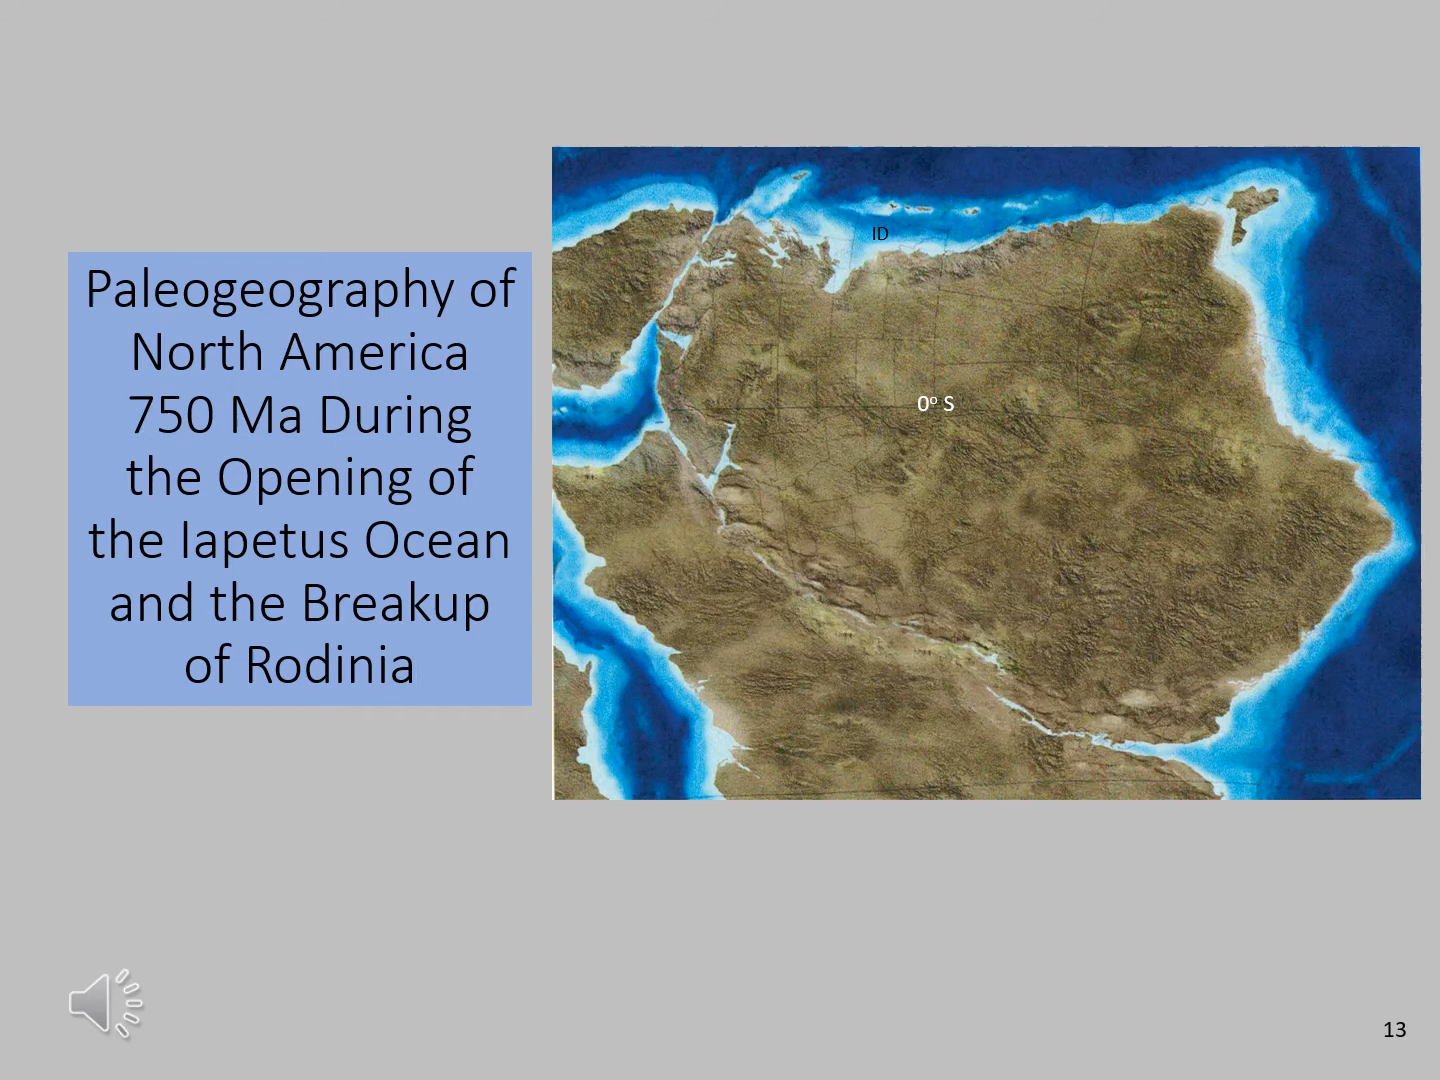 Paleogeography of
North America
750 Ma During
the Opening of
the Iapetus Ocean
and the Breakup
of Rodinia
ID
0º S
13